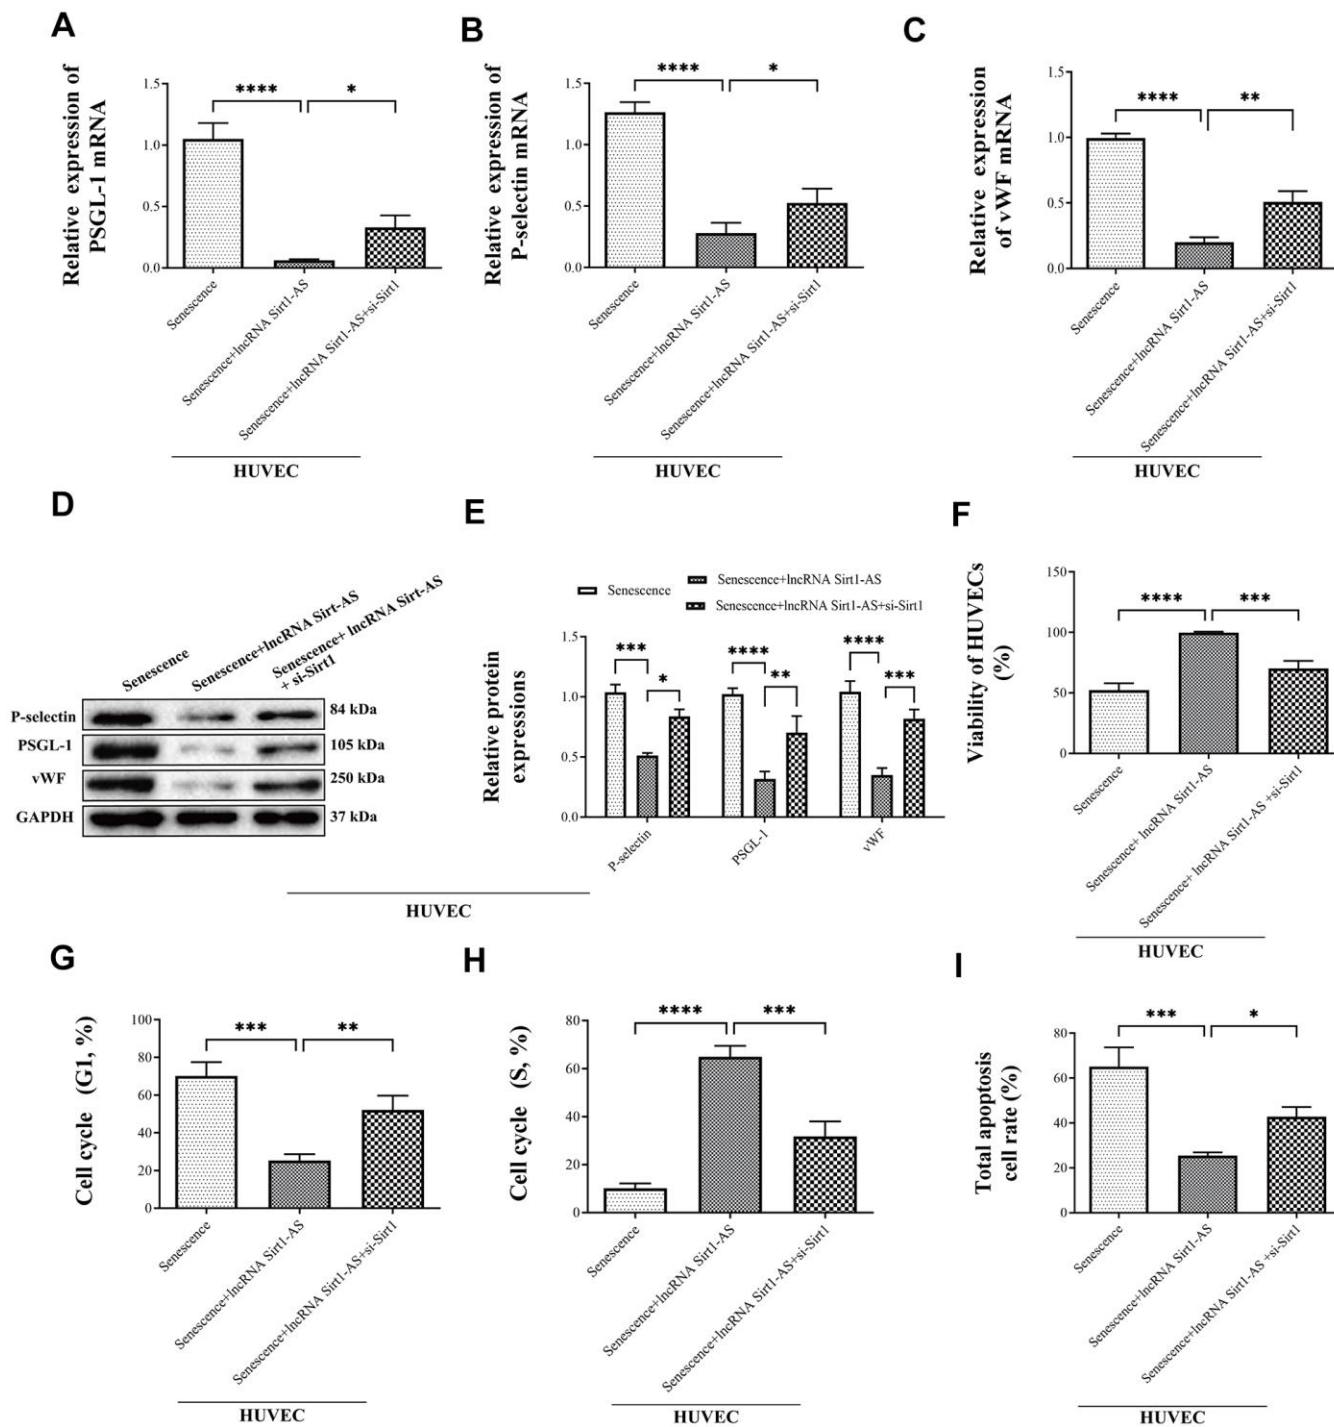 A
Relative expression of
PSGL-1 mRNA
1.5
1.0
0.5
0.0
****
*
Senescence
Senescence+lncRNA Sirt1-AS
Senescence+lncRNA Sirt1-AS+si-Sirt1
HUVEC
B
Relative expression of
P-selectin mRNA
1.5
1.0
0.5
0.0
****
*
Senescence
Senescence+lncRNA Sirt1-AS
Senescence+lncRNA Sirt1-AS+si-Sirt1
HUVEC
C
Relative expression
of vWF mRNA
1.5
1.0
0.5
0.0
****
**
Senescence
Senescence+lncRNA Sirt1-AS
Senescence+lncRNA Sirt1-AS+si-Sirt1
HUVEC
D
Senescence
Senescence+lncRNA Sirt-AS
Senescence+ lncRNA Sirt-AS
+ si-Sirt1
P-selectin
84 kDa
PSGL-1
105 kDa
vWF
250 kDa
GAPDH
37 kDa
E
Senescence
Senescence+lncRNA Sirt1-AS
Senescence+lncRNA Sirt1-AS+si-Sirt1
Relative protein
expressions
1.5
1.0
0.5
0.0
***
*
****
**
****
***
P-selectin
PSGL-1
vWF
HUVEC
F
Viability of HUVECs
(%)
150
100
50
0
****
***
Senescence
Senescence+ lncRNA Sirt1-AS
Senescence+ lncRNA Sirt1-AS +si-Sirt1
HUVEC
G
Cell cycle (G1, %)
100
80
60
40
20
0
***
**
Senescence
Senescence+lncRNA Sirt1-AS
Senescence+lncRNA Sirt1-AS+si-Sirt1
HUVEC
H
Cell cycle (S, %)
80
60
40
20
0
****
***
Senescence
Senescence+lncRNA Sirt1-AS
Senescence+lncRNA Sirt1-AS+si-Sirt1
HUVEC
I
Total apoptosis
cell rate (%)
80
60
40
20
0
***
*
Senescence
Senescence+lncRNA Sirt1-AS
Senescence+lncRNA Sirt1-AS +si-Sirt1
HUVEC